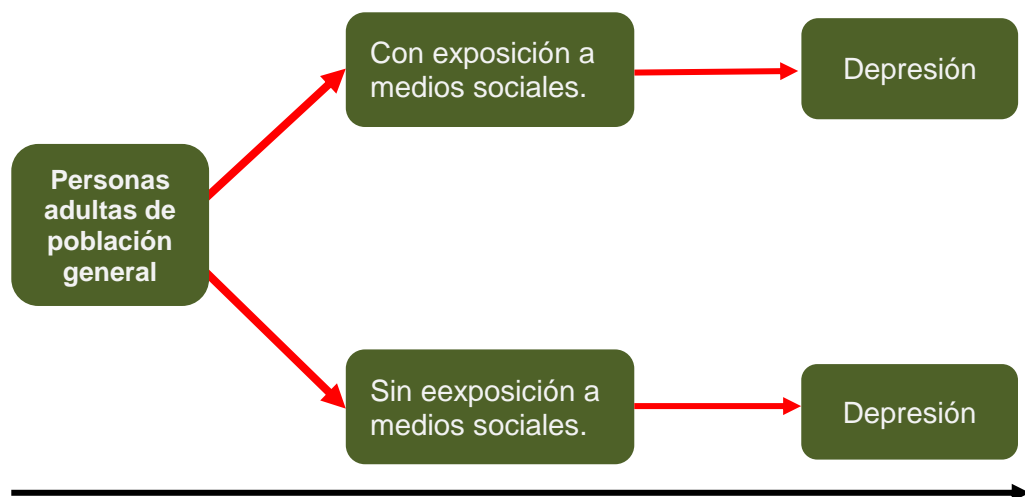 Con exposición a
medios sociales.
Depresión
Personas
adultas de
población
general
Sin eexposición a
medios sociales.
Depresión